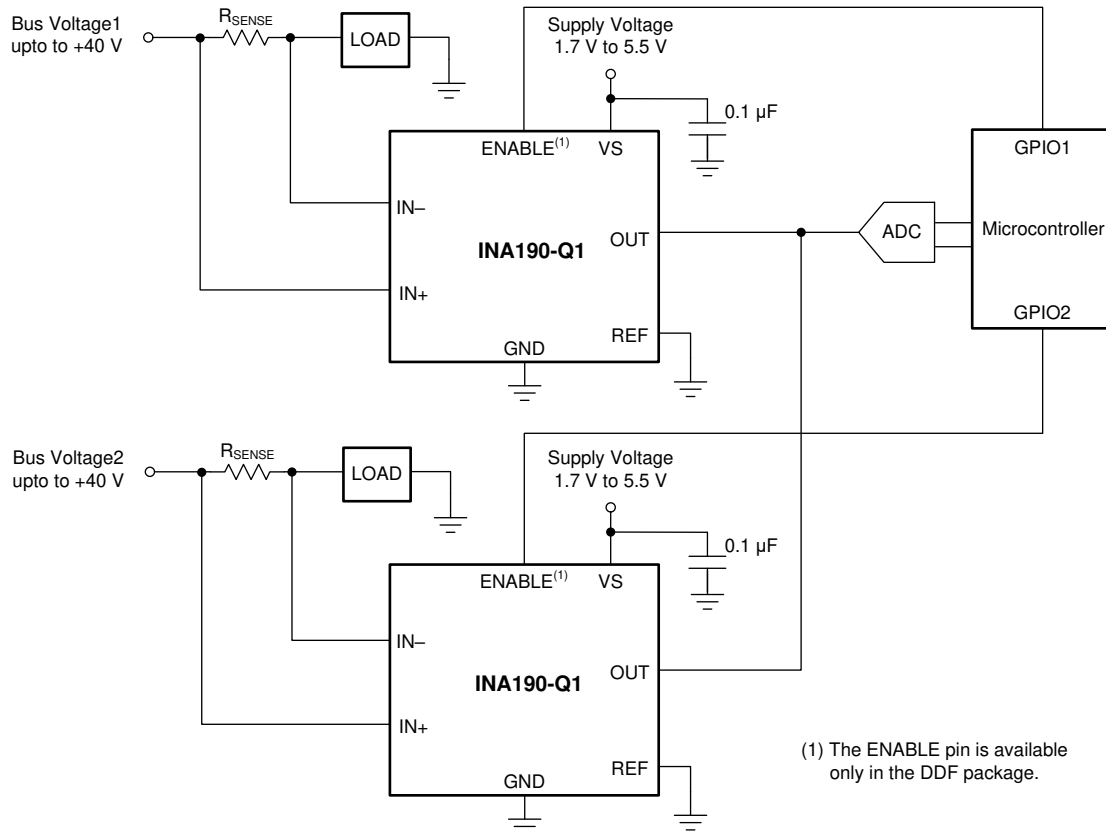 Bus Voltage1
upto to +40 V
RSENSE
LOAD
Supply Voltage
1.7 V to 5.5 V
0.1 µF
ENABLE(1)
VS
IN–
IN+
INA190-Q1
OUT
REF
GND
ADC
GPIO1
Microcontroller
GPIO2
Bus Voltage2
upto to +40 V
RSENSE
LOAD
Supply Voltage
1.7 V to 5.5 V
0.1 µF
ENABLE(1)
VS
IN–
IN+
INA190-Q1
OUT
REF
GND
(1) The ENABLE pin is available
only in the DDF package.